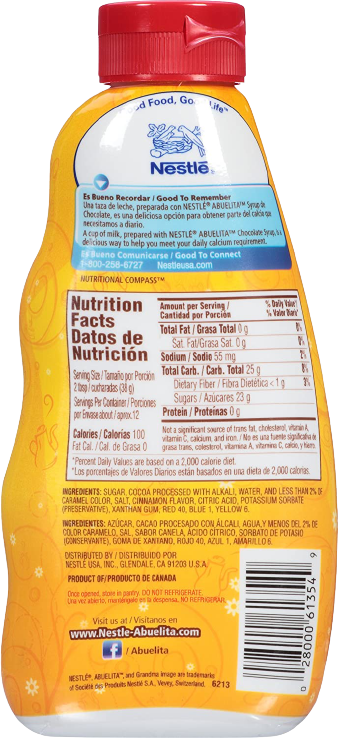 Good Food, Good Life™
Nestlé®
Es Bueno Recordar / Good To Remember
Una taza de leche, preparada con NESTLÉ® ABUELITA™ Syrup de
Chocolate, es una deliciosa opción para obtener parte del calcio que
necesitamos a diario.
A cup of milk, prepared with NESTLÉ® ABUELITA™ Chocolate Syrup, is a
delicious way to help you meet your daily calcium requirement.
Es Bueno Comunicarse / Good To Connect
1-800-258-6727 Nestleusa.com
NUTRITIONAL COMPASS™
Nutrition
Facts
Datos de
Nutrición
Serving Size / Tamaño por Porción
2 tbsp / cucharadas (38 g)
Servings Per Container / Porciones
por Envase about / aprox. 12
Calories / Calorías 100
Fat Cal. / Cal. de Grasa 0
Amount per Serving / % Daily Value*
Cantidad por Porción % Valor Diario*
Total Fat / Grasa Total 0 g 0%
Sat. Fat/Grasa Sat. 0 g 0%
Sodium / Sodio 55 mg 2%
Total Carb. / Carb. Total 25 g 8%
Dietary Fiber / Fibra Dietética < 1 g 3%
Sugars / Azúcares 23 g
Protein / Proteínas 0 g
Not a significant source of trans fat, cholesterol, vitamin A,
vitamin C, calcium, and iron. / No es una fuente significativa de
grasa trans, colesterol, vitamina A, vitamina C, calcio, y hierro.
*Percent Daily Values are based on a 2,000 calorie diet.
*Los porcentajes de Valores Diarios están basados en una dieta de 2,000 calorías.
INGREDIENTS: SUGAR, COCOA PROCESSED WITH ALKALI, WATER, AND LESS THAN 2% OF
CARAMEL COLOR, SALT, CINNAMON FLAVOR, CITRIC ACID, POTASSIUM SORBATE
(PRESERVATIVE), XANTHAN GUM, RED 40, BLUE 1, YELLOW 6.
INGREDIENTES: AZÚCAR, CACAO PROCESADO CON ÁLCALI, AGUA Y MENOS DEL 2% DE
COLOR CARAMELO, SAL, SABOR CANELA, ÁCIDO CÍTRICO, SORBATO DE POTASIO
(CONSERVANTE), GOMA DE XANTANO, ROJO 40, AZUL 1, AMARILLO 6.
DISTRIBUTED BY / DISTRIBUIDO POR
NESTLÉ USA, INC., GLENDALE, CA 91203 U.S.A.
PRODUCT OF/PRODUCTO DE CANADA
Once opened, store in pantry. DO NOT REFRIGERATE.
Una vez abierto, manténgalo en la despensa. NO REFRIGERAR.
Visit us at / Visítanos en
www.Nestle-Abuelita.com
f / Abuelita
NESTLÉ, ABUELITA, and Grandma image are trademarks
of Société des Produits Nestlé S.A., Vevey, Switzerland. 6213
0 28000 61354 9